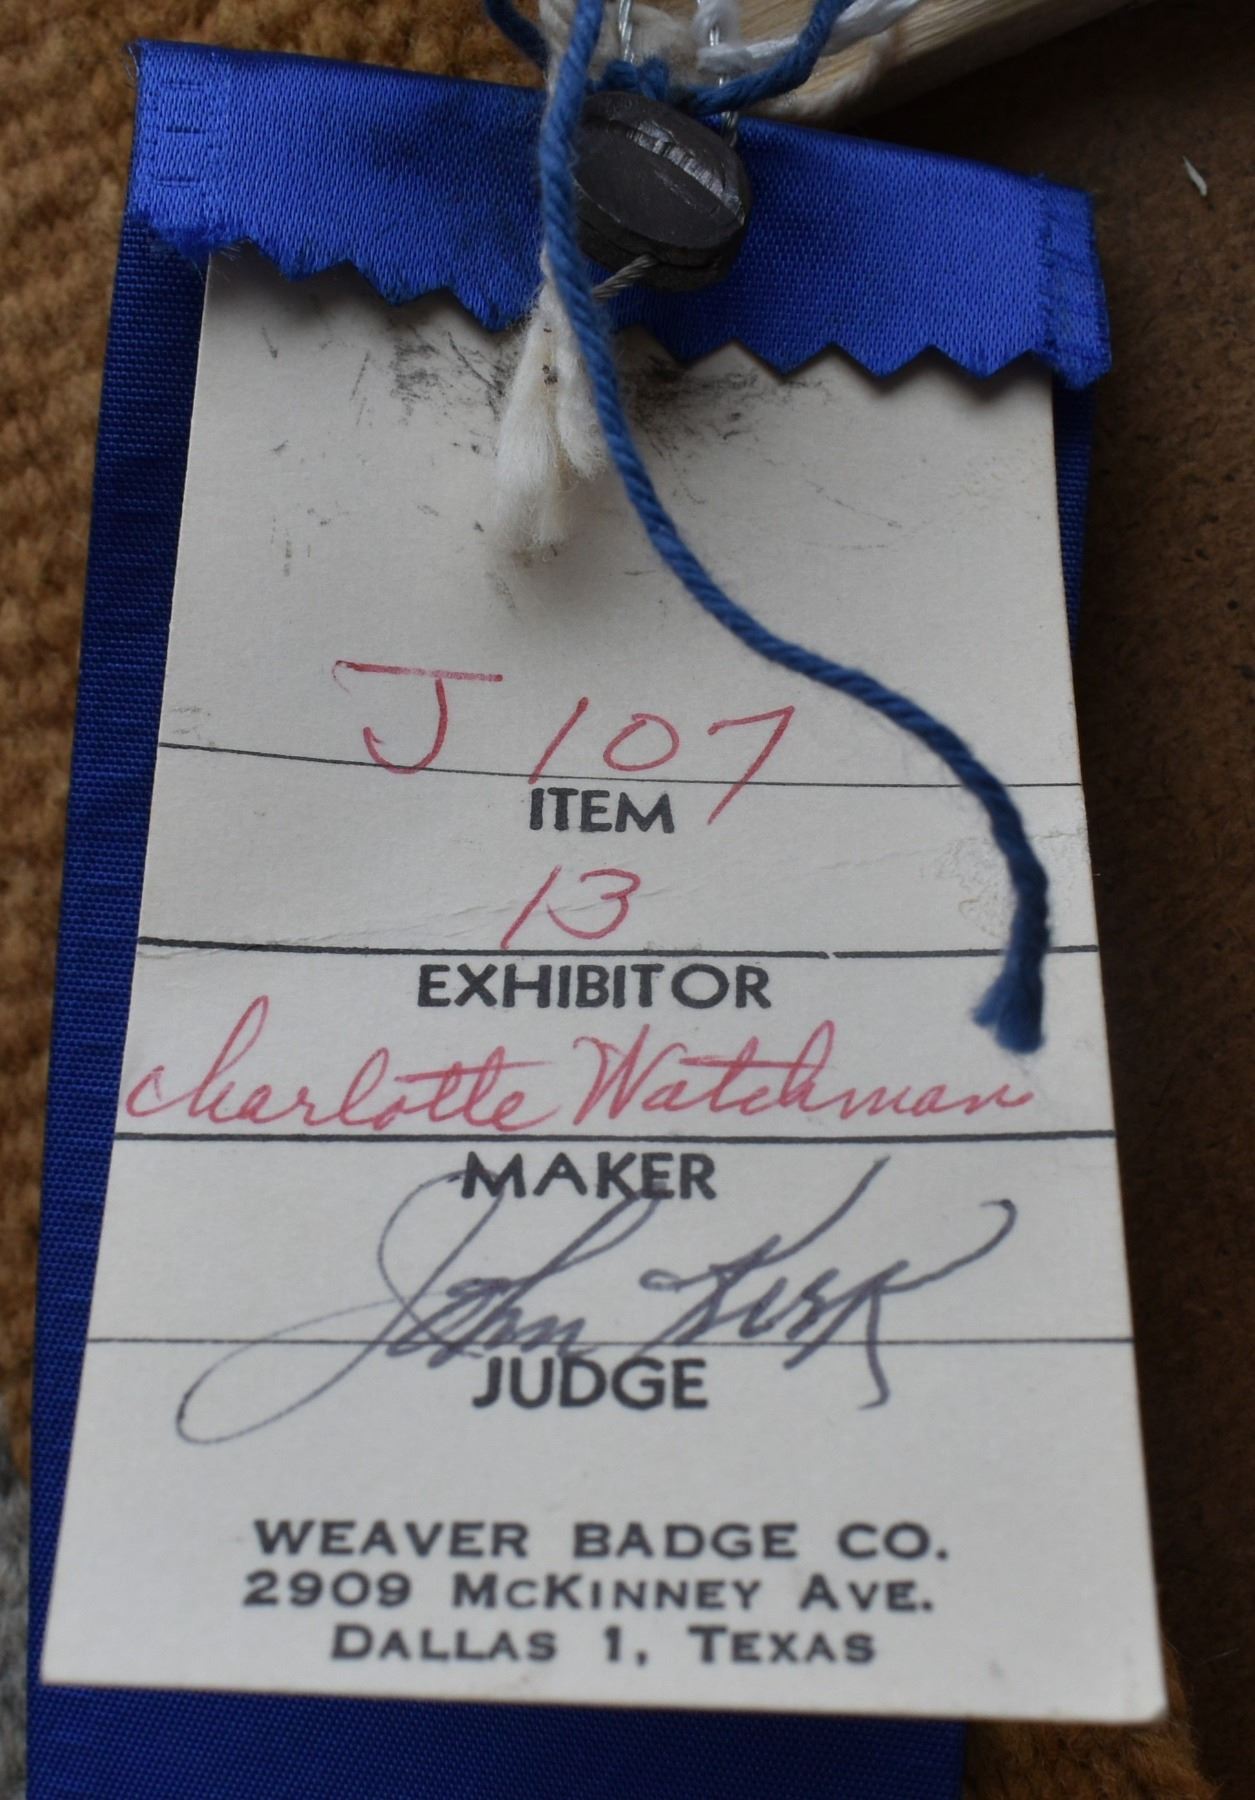 J 107
ITEM
13
EXHIBITOR
Charlotte Watchman
MAKER
John Kirk
JUDGE
WEAVER BADGE CO.
2909 MCKINNEY AVE.
DALLAS 1, TEXAS